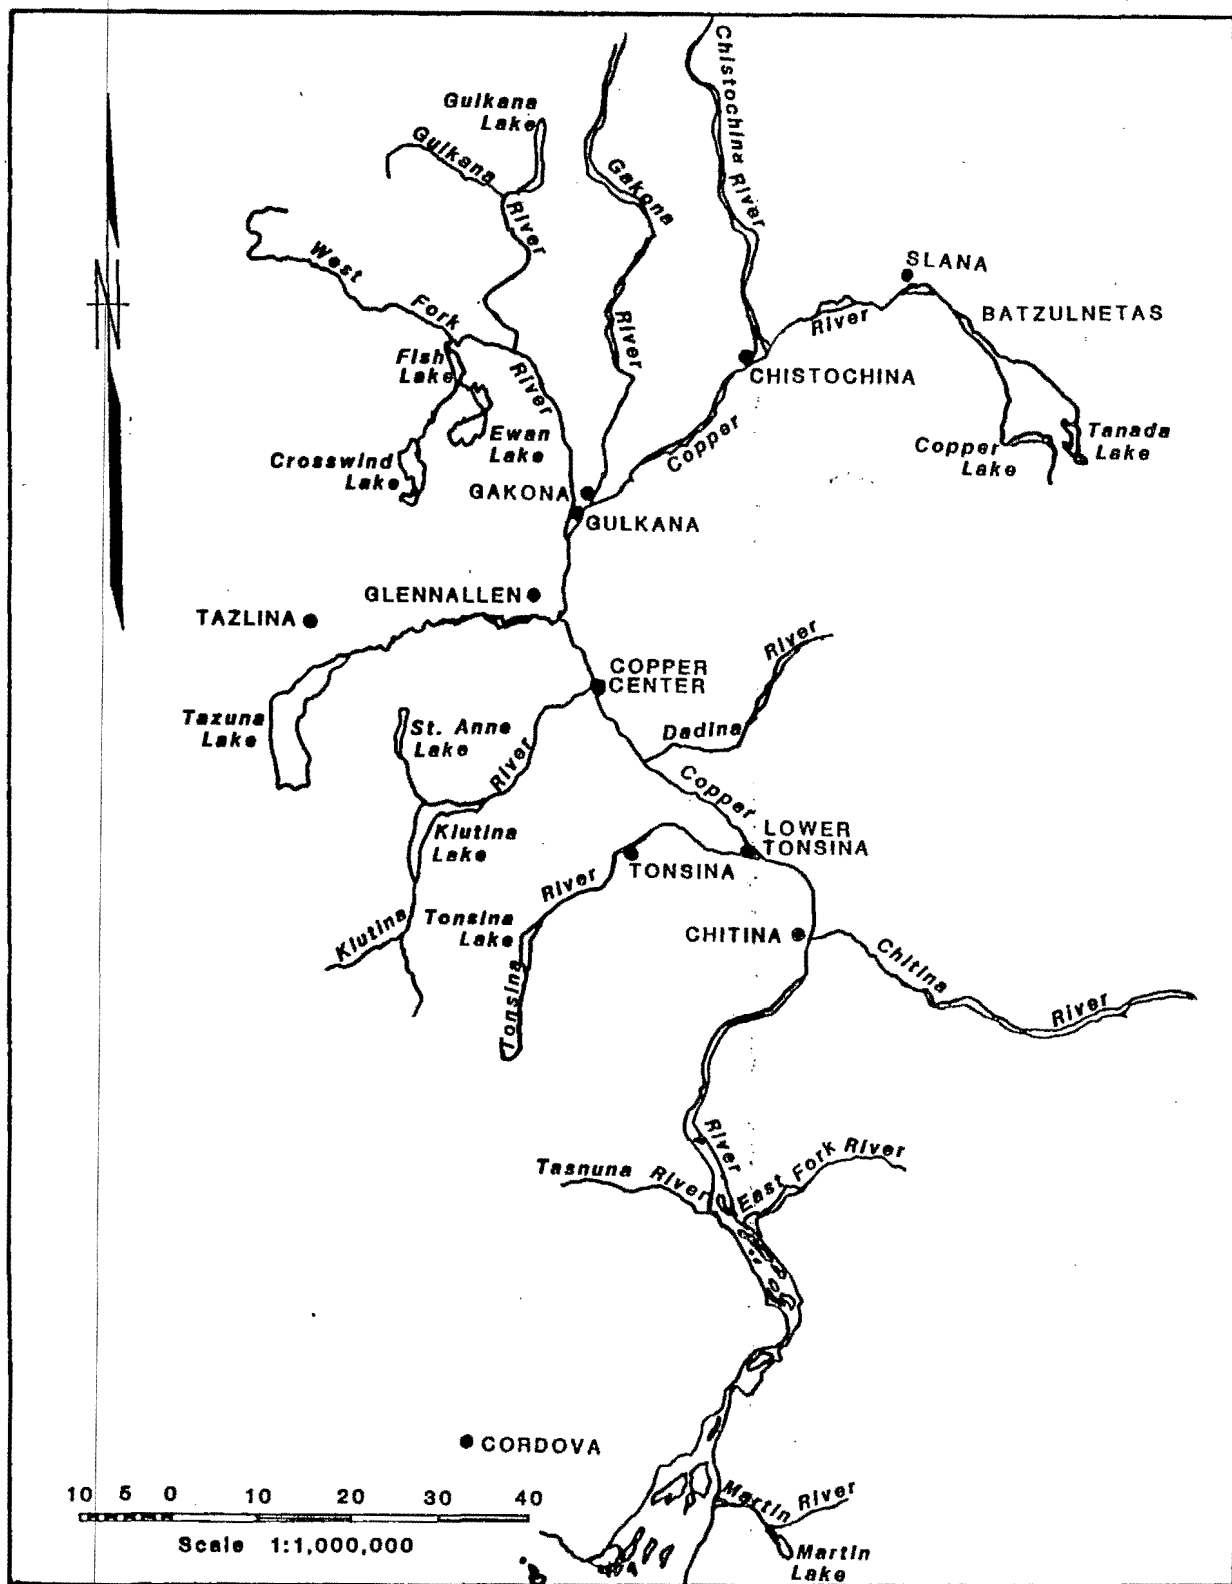 Chistochina River
Gulkana
Lake
Gulkana
River
Gakona
River
West
Fork
River
SLANA
BATZULNETAS
River
Fish
Lake
CHISTOCHINA
Ewan
Lake
Crosswind
Lake
Copper
Copper
Lake
Tanada
Lake
GAKONA
GULKANA
N
GLENNALLEN
TAZLINA
River
COPPER
CENTER
Tazuna
Lake
St. Anne
Lake
River
Dadina
Copper
Klutina
Lake
LOWER
TONSINA
TONSINA
River
Klutina
Tonsina
Lake
Tonsina
CHITINA
Chitina
River
River
Tasnuna River
East Fork River
CORDOVA
10 5 0 10 20 30 40
Scale 1:1,000,000
Martin River
Martin
Lake